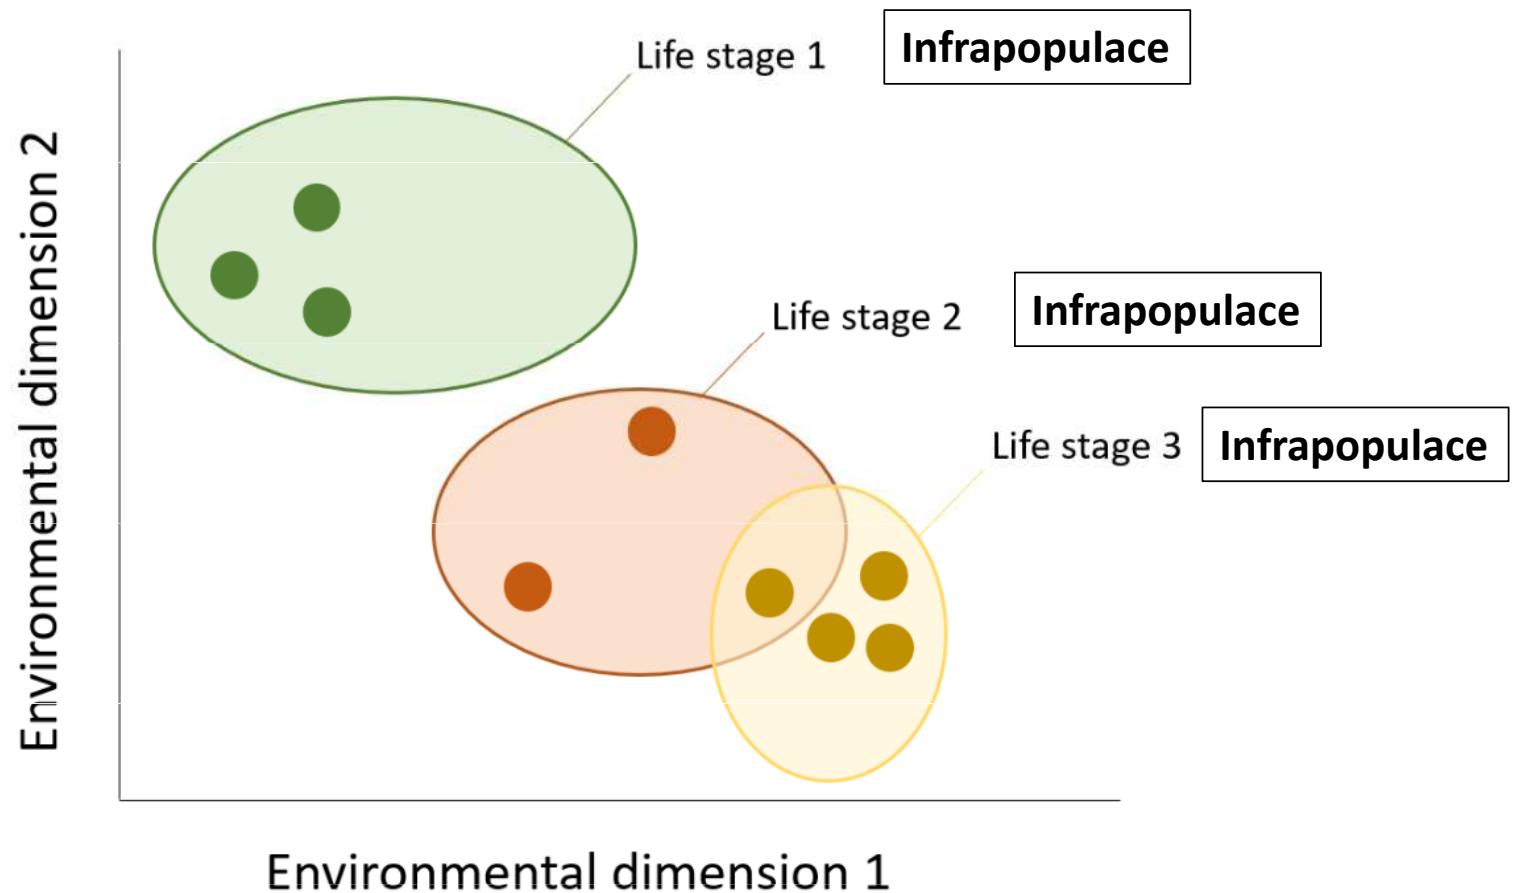 Life stage 1
Infrapopulace
Life stage 2
Infrapopulace
Life stage 3
Infrapopulace
Environmental dimension 2
Environmental dimension 1